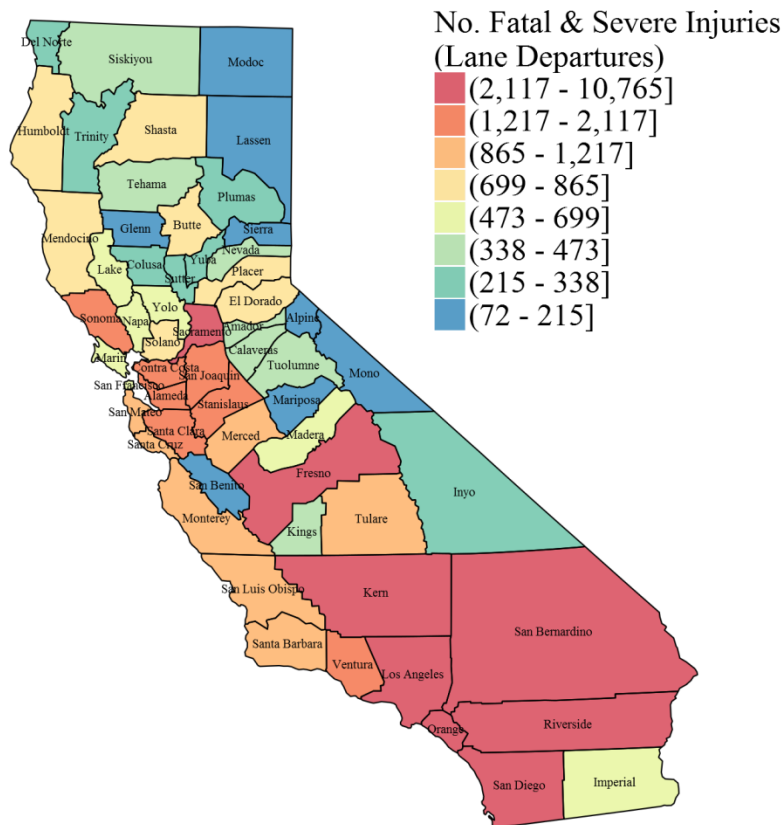 No. Fatal & Severe Injuries
(Lane Departures)
(2,117 - 10,765]
(1,217 - 2,117]
(865 - 1,217]
(699 - 865]
(473 - 699]
(338 - 473]
(215 - 338]
(72 - 215]
Del Norte
Siskiyou
Modoc
Humboldt
Trinity
Shasta
Lassen
Tehama
Plumas
Mendocino
Glenn
Butte
Sierra
Lake
Colusa
Sutter
Yuba
Nevada
Placer
El Dorado
Sonoma
Napa
Yolo
Solano
Sacramento
Amador
Alpine
Marin
Contra Costa
San Joaquin
Calaveras
Tuolumne
Mono
San Francisco
Alameda
Stanislaus
Mariposa
San Mateo
Santa Clara
Santa Cruz
Merced
Madera
San Benito
Fresno
Inyo
Monterey
Kings
Tulare
San Luis Obispo
Kern
San Bernardino
Santa Barbara
Ventura
Los Angeles
Orange
Riverside
San Diego
Imperial